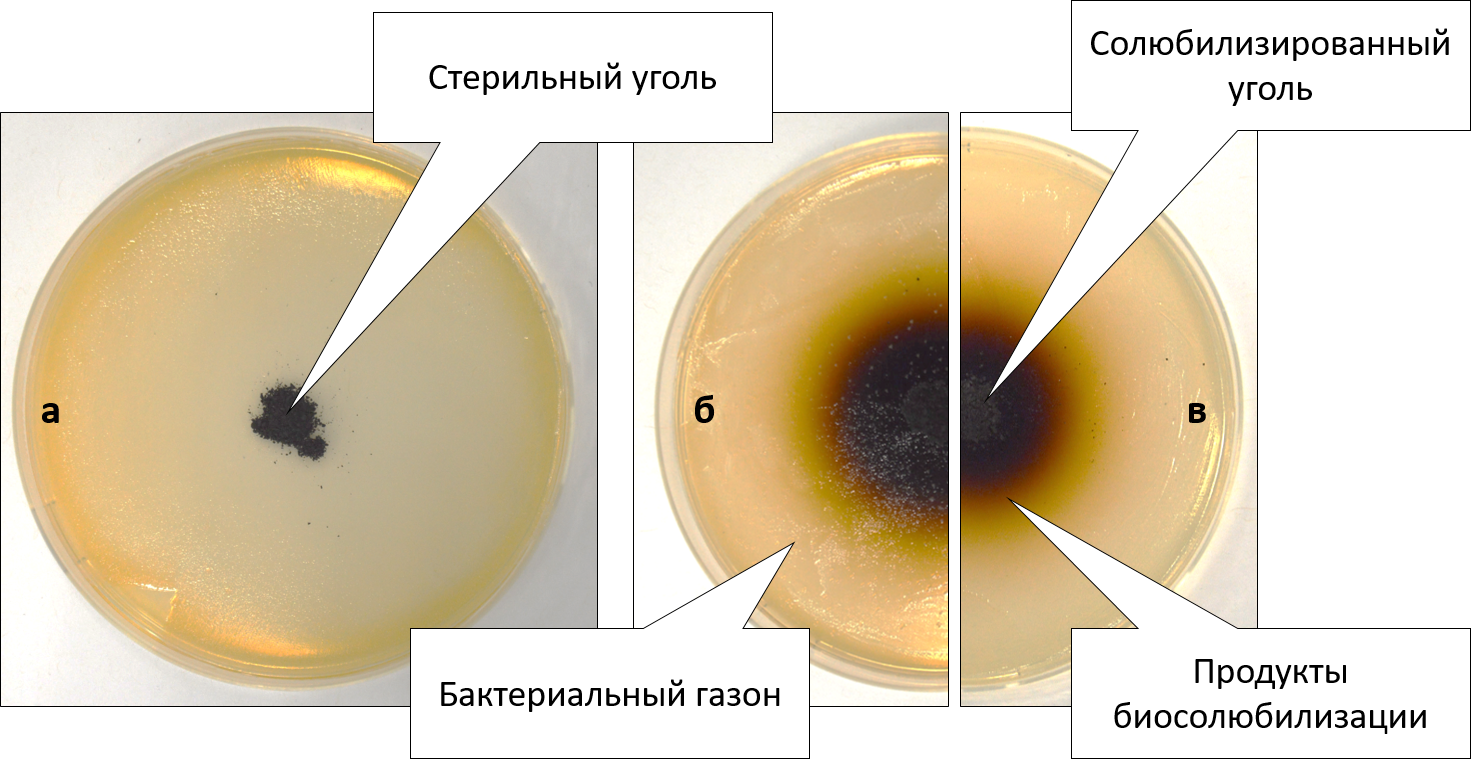 Стерильный уголь
Солюбилизированный
уголь
а
б
в
Бактериальный газон
Продукты
биосолюбилизации